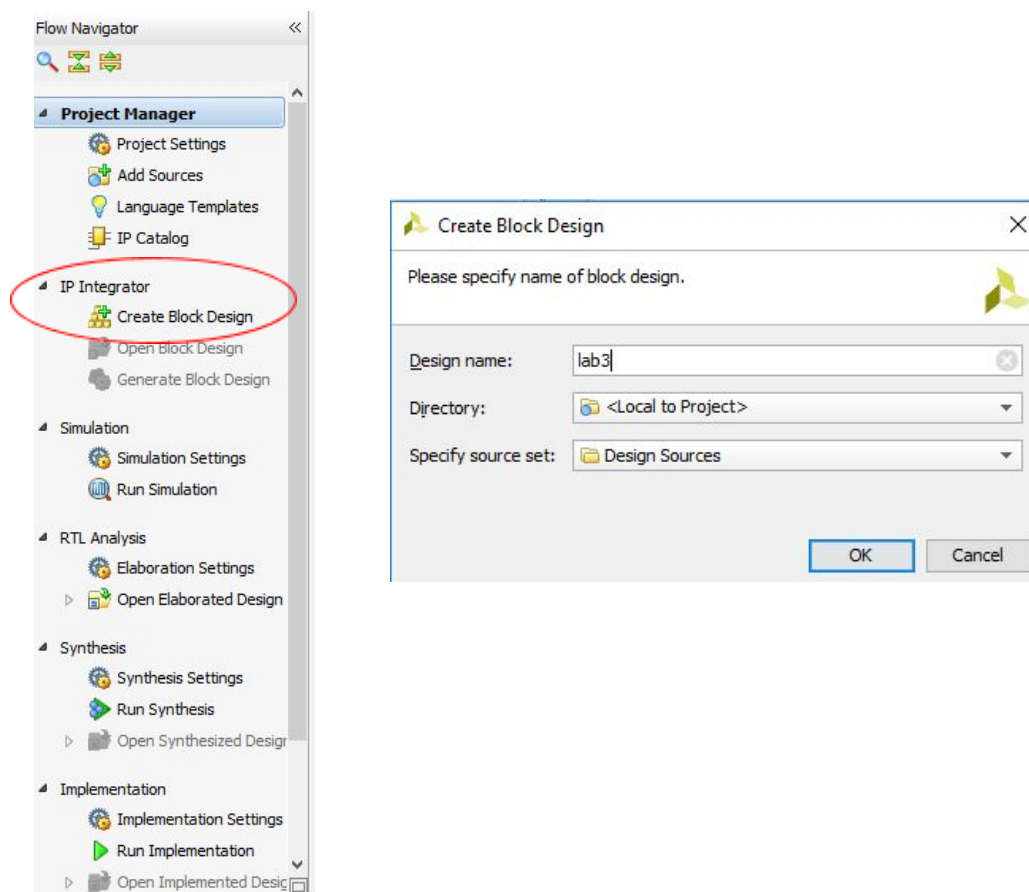 Flow Navigator
Project Manager
Project Settings
Add Sources
Language Templates
IP Catalog
IP Integrator
Create Block Design
Open Block Design
Generate Block Design
Simulation
Simulation Settings
Run Simulation
RTL Analysis
Elaboration Settings
Open Elaborated Design
Synthesis
Synthesis Settings
Run Synthesis
Open Synthesized Desigr
Implementation
Implementation Settings
Run Implementation
Open Implemented Desig
Create Block Design
Please specify name of block design.
Design name: lab3
Directory: <Local to Project>
Specify source set: Design Sources
OK Cancel